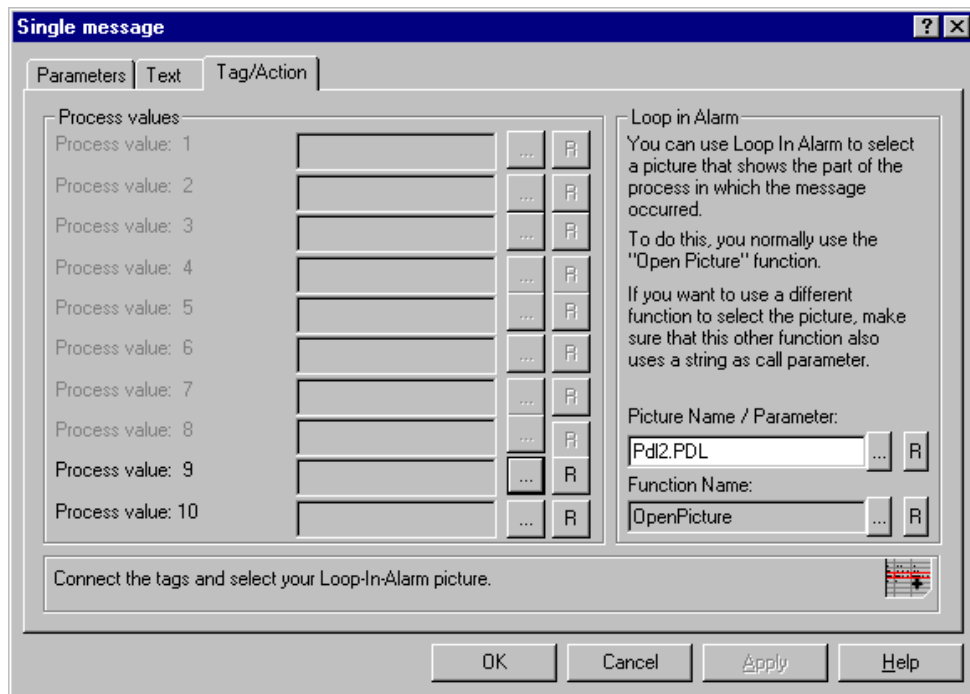 Single message
Parameters
Text
Tag/Action
Process values
Process value: 1
... R
Process value: 2
... R
Process value: 3
... R
Process value: 4
... R
Process value: 5
... R
Process value: 6
... R
Process value: 7
... R
Process value: 8
... R
Process value: 9
... R
Process value: 10
... R
Loop in Alarm
You can use Loop In Alarm to select
a picture that shows the part of the
process in which the message
occurred.
To do this, you normally use the
"Open Picture" function.
If you want to use a different
function to select the picture, make
sure that this other function also
uses a string as call parameter.
Picture Name / Parameter:
Pdl2.PDL ... R
Function Name:
OpenPicture ... R
Connect the tags and select your Loop-In-Alarm picture.
OK
Cancel
Apply
Help